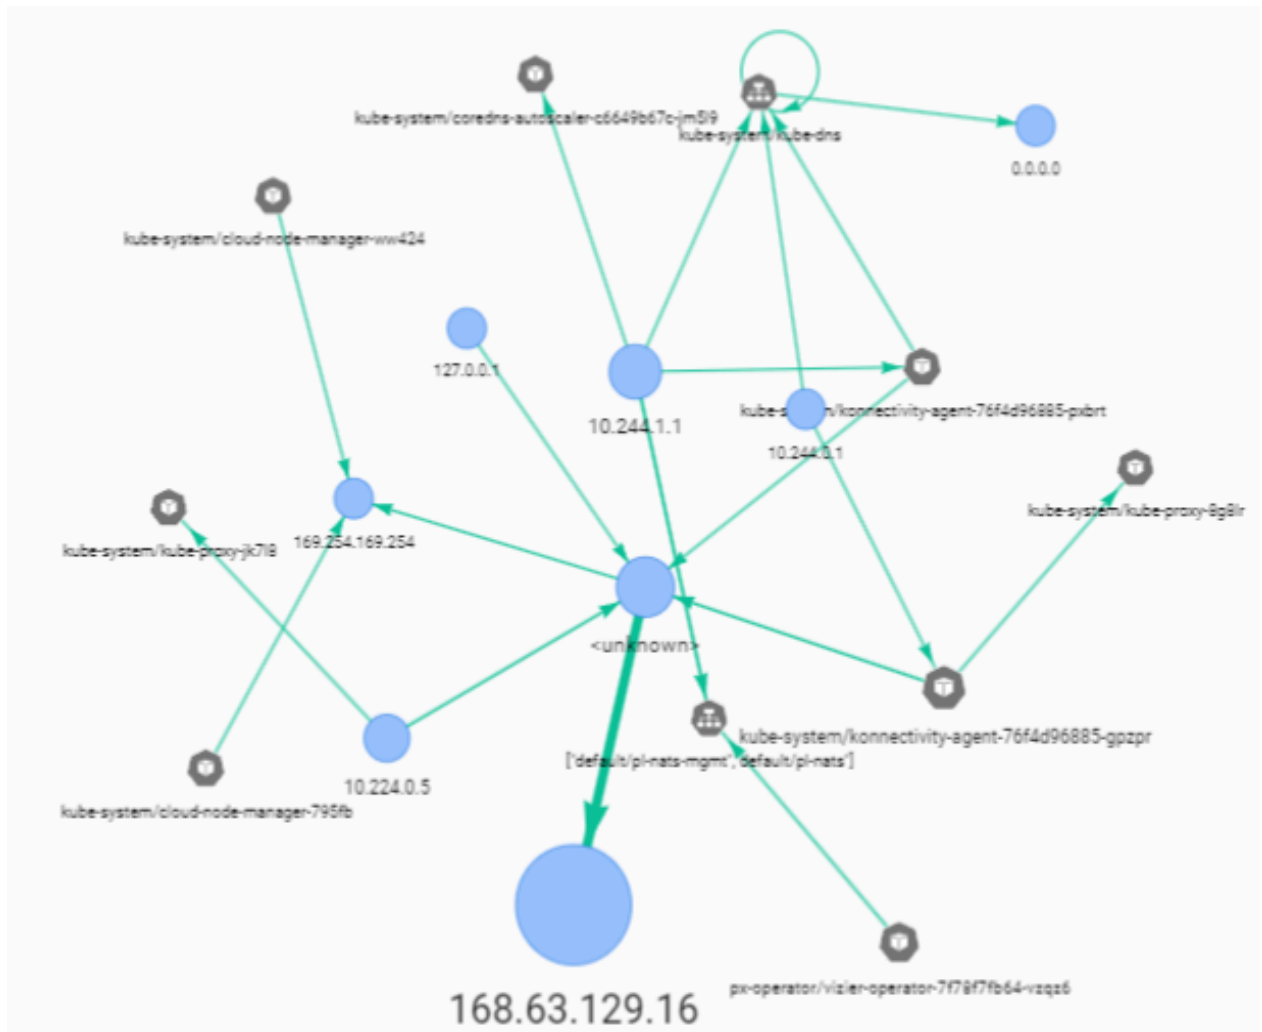 kube-system/coredns-autoscaler-c6649b67c-jm5l9
kube-system/kube-dns
0.0.0.0
kube-system/cloud-node-manager-ww424
127.0.0.1
10.244.1.1
kube-system/konnectivity-agent-76f4d96885-pxbrt
10.244.0.1
kube-system/kube-proxy-8g8lr
169.254.169.254
kube-system/kube-proxy-jk7l8
<unknown>
kube-system/konnectivity-agent-76f4d96885-gpzpr
['default/pl-nats-mgmt', default/pl-nats']
10.224.0.5
kube-system/cloud-node-manager-795fb
px-operator/vizier-operator-7f78f7fb64-vzqz6
168.63.129.16